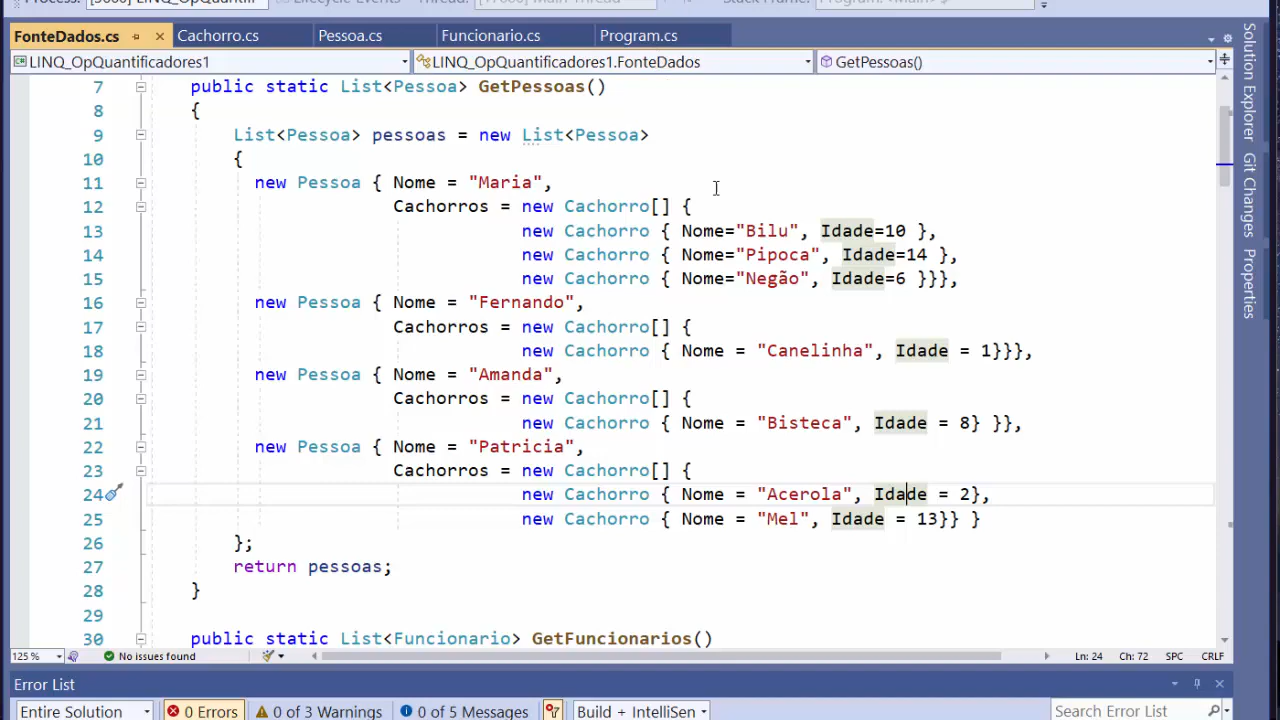 FonteDados.cs Cachorro.cs Pessoa.cs Funcionario.cs Program.cs
LINQ_OpQuantificadores1 LINQ_OpQuantificadores1.FonteDados GetPessoas()
7 public static List<Pessoa> GetPessoas()
8 {
9 List<Pessoa> pessoas = new List<Pessoa>
10 {
11 new Pessoa { Nome = "Maria",
12 Cachorros = new Cachorro[] {
13 new Cachorro { Nome="Bilu", Idade=10 },
14 new Cachorro { Nome="Pipoca", Idade=14 },
15 new Cachorro { Nome="Negão", Idade=6 }}},
16 new Pessoa { Nome = "Fernando",
17 Cachorros = new Cachorro[] {
18 new Cachorro { Nome = "Canelinha", Idade = 1}}},
19 new Pessoa { Nome = "Amanda",
20 Cachorros = new Cachorro[] {
21 new Cachorro { Nome = "Bisteca", Idade = 8} }},
22 new Pessoa { Nome = "Patricia",
23 Cachorros = new Cachorro[] {
24 new Cachorro { Nome = "Acerola", Idade = 2},
25 new Cachorro { Nome = "Mel", Idade = 13}} }
26 };
27 return pessoas;
28 }
29
30 public static List<Funcionario> GetFuncionarios()
125 % No issues found Ln: 24 Ch: 72 SPC CRLF
Error List
Entire Solution 0 Errors 0 of 3 Warnings 0 of 5 Messages Build + IntelliSen Search Error List
Solution Explorer
Git Changes
Properties